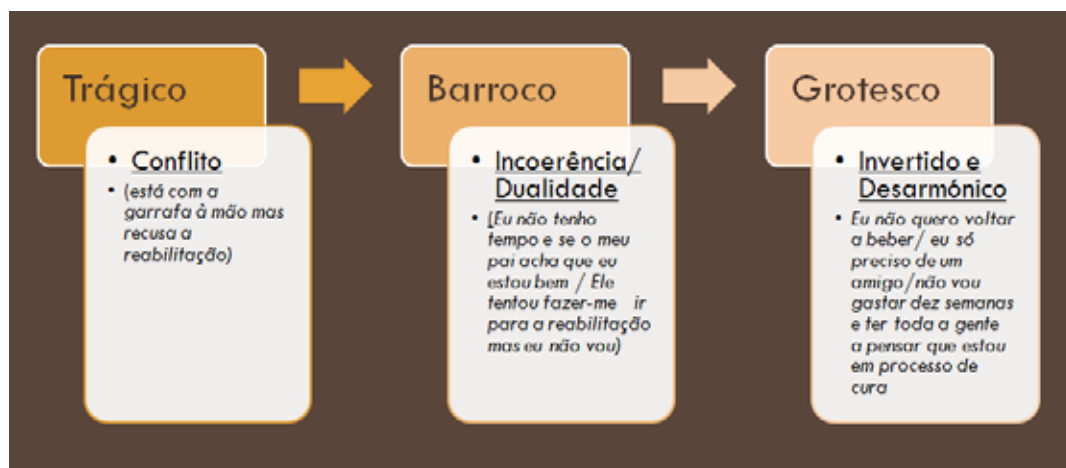 Trágico
• Conflito
• (está com a
garrafa à mão mas
recusa a
reabilitação)
Barroco
• Incoerência/
Dualidade
• (Eu não tenho
tempo e se o meu
pai acha que eu
estou bem / Ele
tentou fazer-me ir
para a reabilitação
mas eu não vou)
Grotesco
• Invertido e
Desarmónico
• Eu não quero voltar
a beber/ eu só
preciso de um
amigo/não vou
gastar dez semanas
e ter toda a gente
a pensar que estou
em processo de
cura